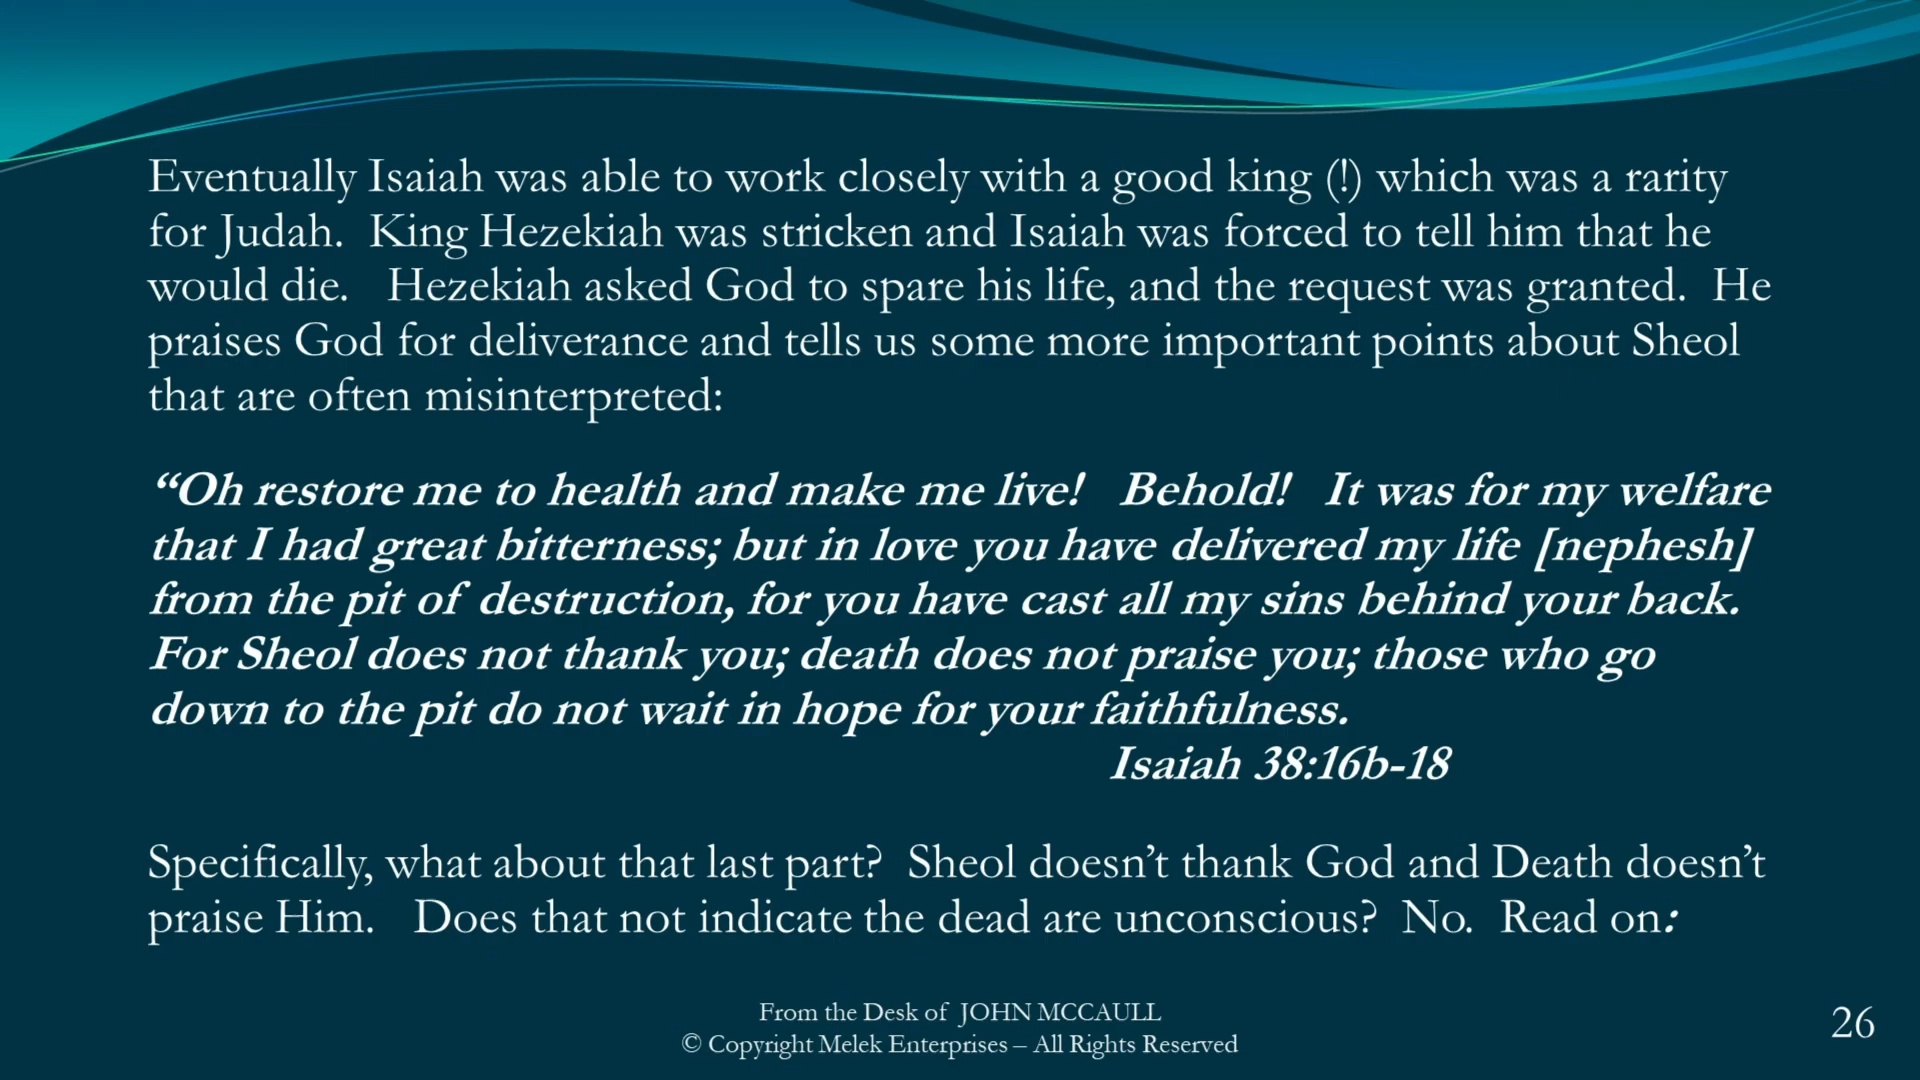 Eventually Isaiah was able to work closely with a good king (!) which was a rarity
for Judah.  King Hezekiah was stricken and Isaiah was forced to tell him that he
would die.   Hezekiah asked God to spare his life, and the request was granted.  He
praises God for deliverance and tells us some more important points about Sheol
that are often misinterpreted:
“Oh restore me to health and make me live!   Behold!   It was for my welfare
that I had great bitterness; but in love you have delivered my life [nephesh]
from the pit of destruction, for you have cast all my sins behind your back.
For Sheol does not thank you; death does not praise you; those who go
down to the pit do not wait in hope for your faithfulness.
Isaiah 38:16b-18
Specifically, what about that last part?  Sheol doesn’t thank God and Death doesn’t
praise Him.   Does that not indicate the dead are unconscious?  No.  Read on:
From the Desk of  JOHN MCCAULL
© Copyright Melek Enterprises – All Rights Reserved
26